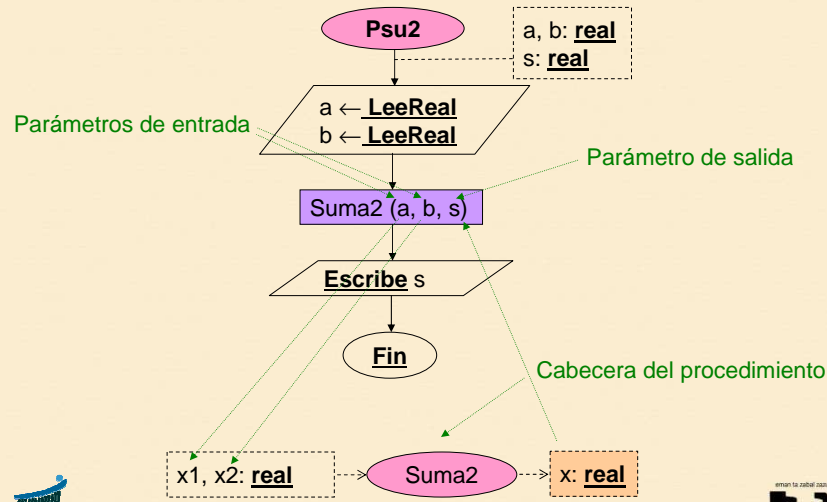 Psu2
a, b: real
s: real
a ← LeeReal
b ← LeeReal
Parámetros de entrada
Parámetro de salida
Suma2 (a, b, s)
Escribe s
Fin
Cabecera del procedimiento
x1, x2: real
Suma2
x: real
eman ta zabal zazu